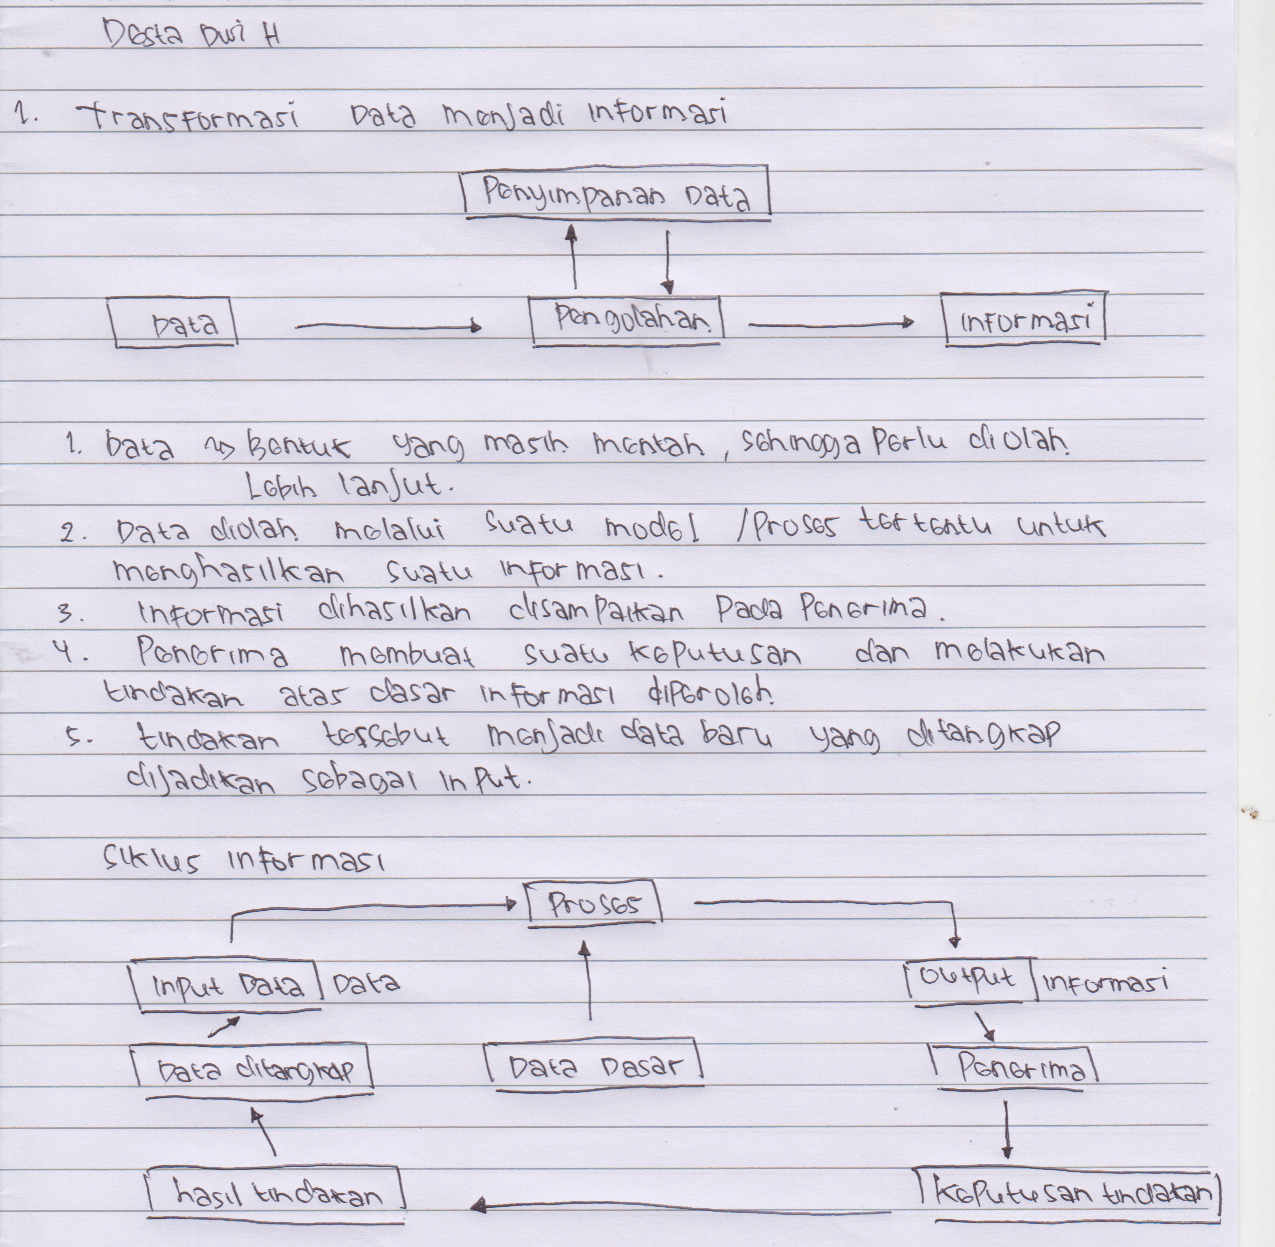 Desta Dwi H
1. Transformasi Data menjadi informasi
Penyimpanan Data
Data Pengolahan informasi
1. Data ⇝ Bentuk yang masih mentah, sehingga Perlu diolah
Lebih lanjut.
2. Data diolah melalui suatu model /Proses tertentu untuk
menghasilkan suatu informasi.
3. informasi dihasilkan disampaikan Pada Penerima.
4. Penerima membuat suatu keputusan dan melakukan
tindakan atas dasar informasi diperoleh
5. tindakan tersebut menjadi data baru yang ditangkap
dijadikan sebagai input.
Siklus informasi
Proses
Input Data Data Output informasi
Data ditangkap Data Dasar Penerima
hasil tindakan keputusan tindakan